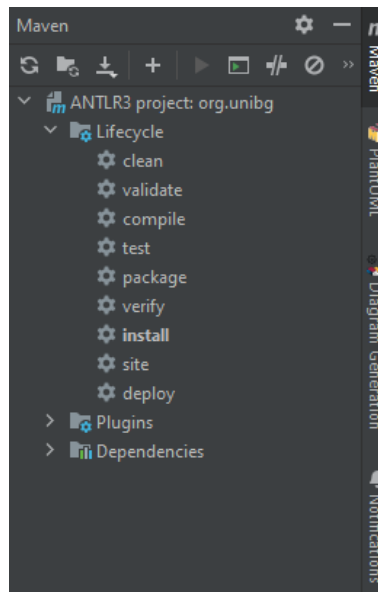 Maven
ANTLR3 project: org.unibg
Lifecycle
clean
validate
compile
test
package
verify
install
site
deploy
Plugins
Dependencies
Maven
PlantUML
Diagram Generation
Notifications